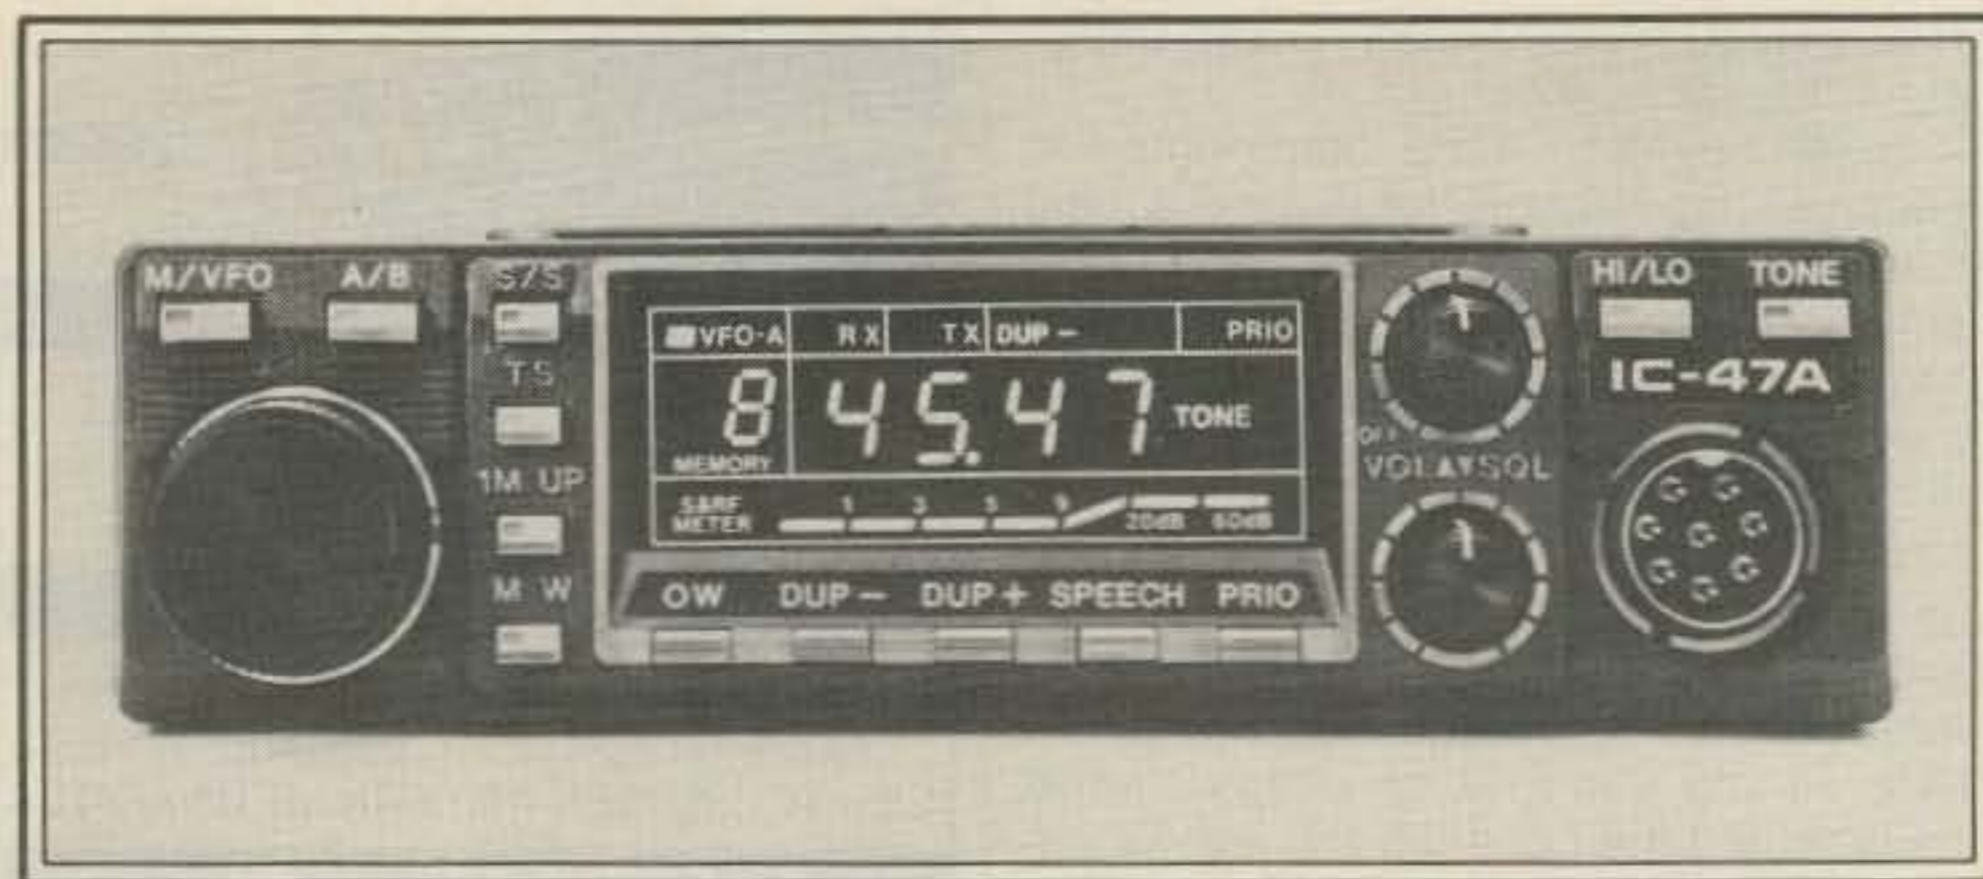 M/VFO A/B S/S HI/LO TONE
VFO-A RX TX DUP - PRIO
IC-47A
TS
8 45.47 TONE
MEMORY
OFF
VOL▲▼SQL
1M UP
S&RF METER 1 3 5 9 20dB 60dB
MW
OW DUP - DUP + SPEECH PRIO